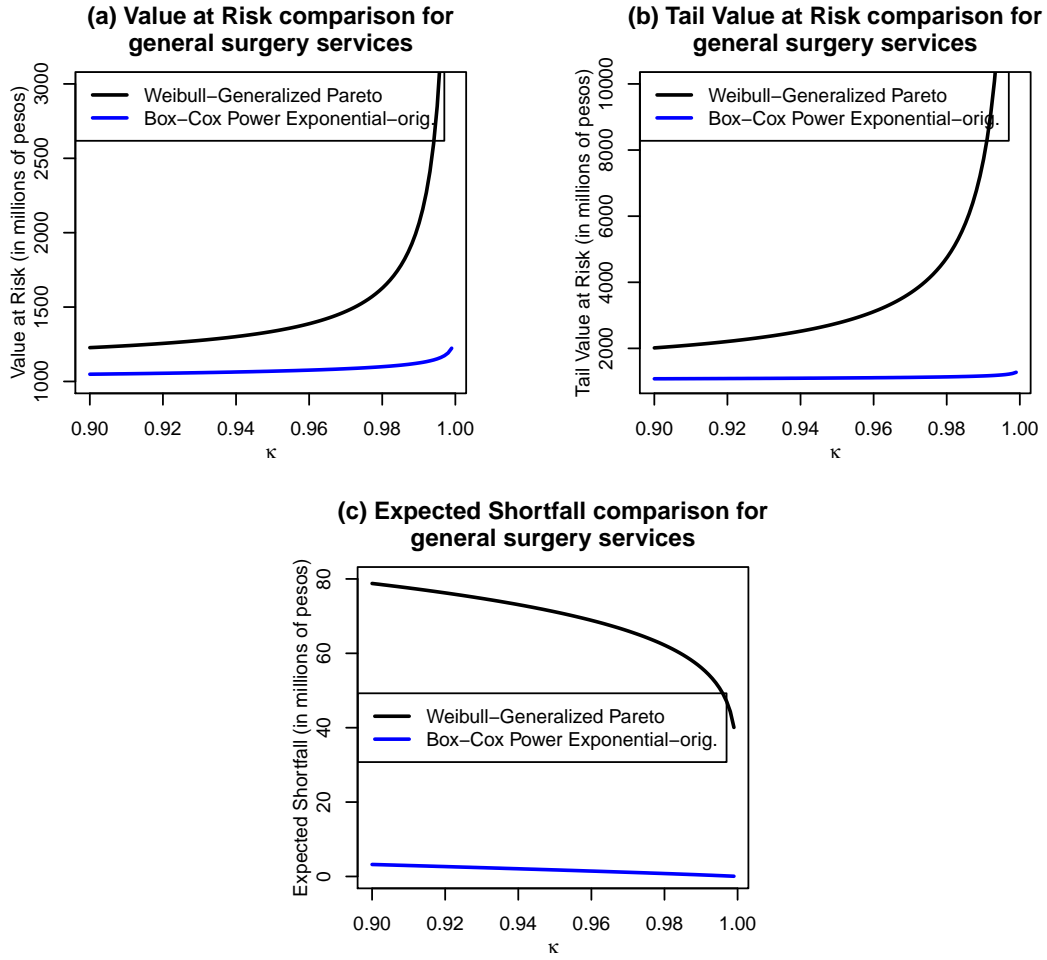 (a) Value at Risk comparison for
general surgery services
Value at Risk (in millions of pesos)
3000
2500
2000
1500
1000
Weibull−Generalized Pareto
Box−Cox Power Exponential−orig.
0.90 0.92 0.94 0.96 0.98 1.00
κ
(b) Tail Value at Risk comparison for
general surgery services
Tail Value at Risk (in millions of pesos)
10000
8000
6000
4000
2000
Weibull−Generalized Pareto
Box−Cox Power Exponential−orig.
0.90 0.92 0.94 0.96 0.98 1.00
κ
(c) Expected Shortfall comparison for
general surgery services
Expected Shortfall (in millions of pesos)
80
60
40
20
0
Weibull−Generalized Pareto
Box−Cox Power Exponential−orig.
0.90 0.92 0.94 0.96 0.98 1.00
κ